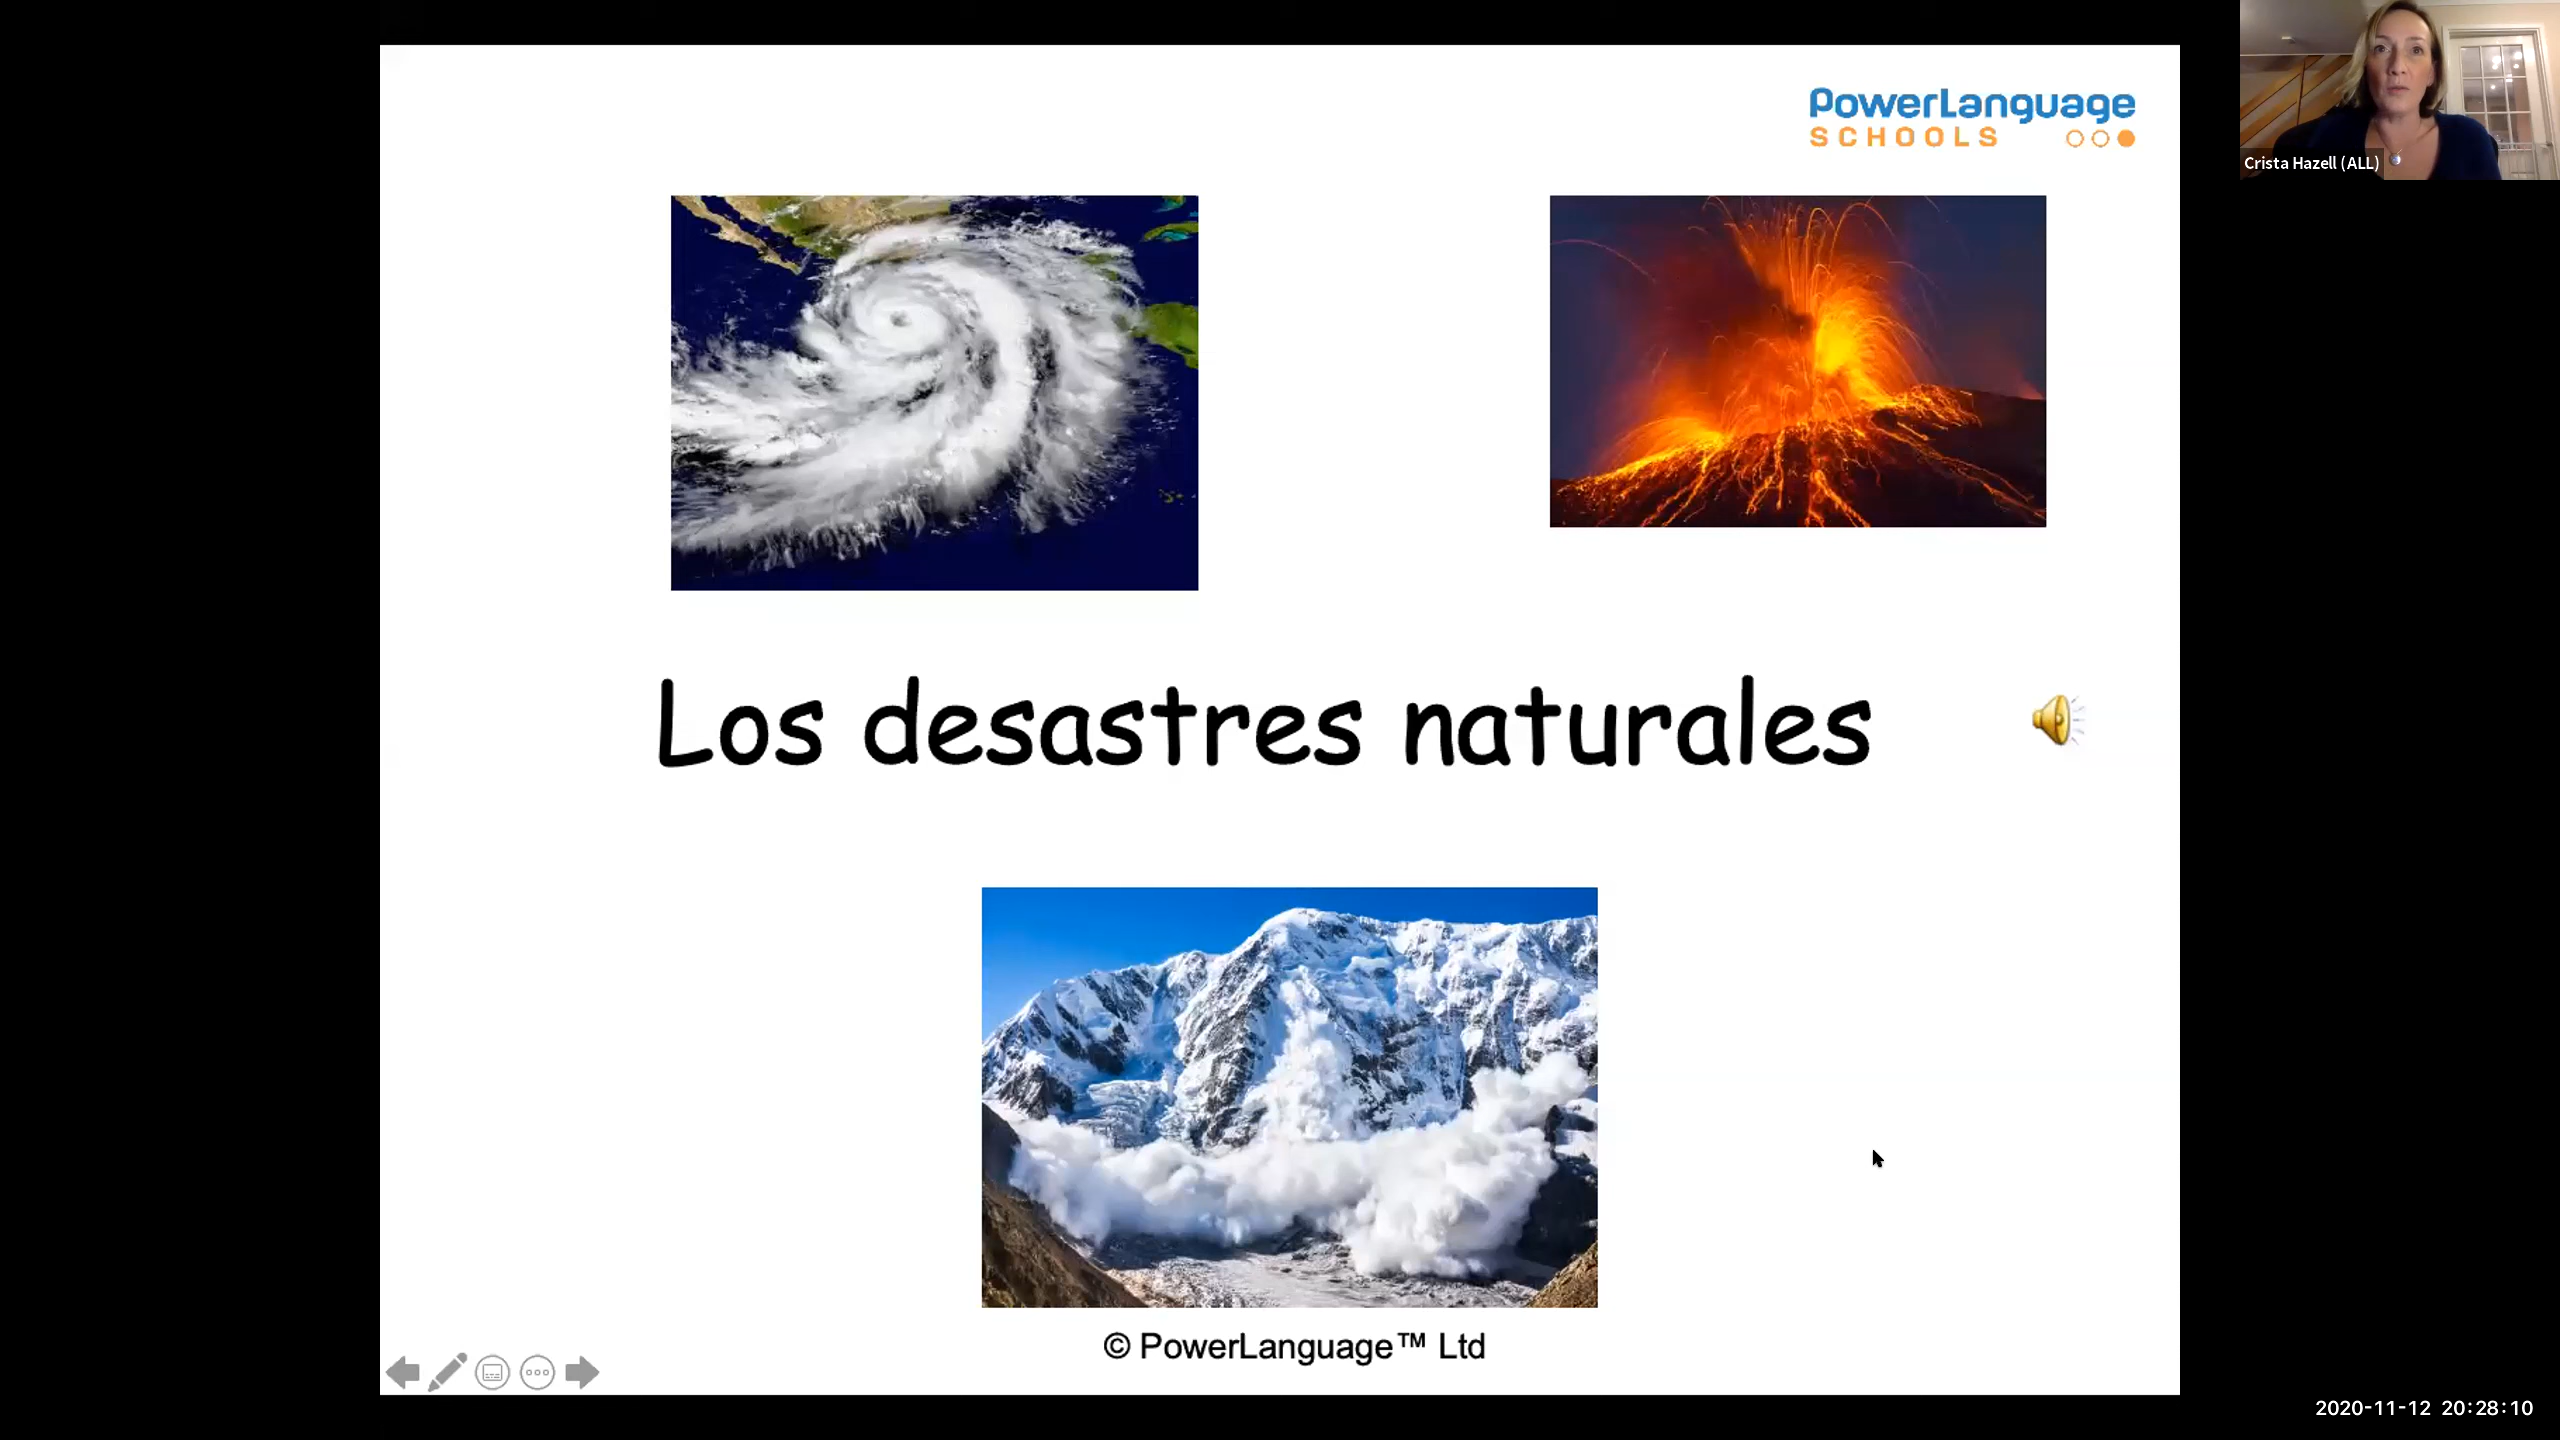 PowerLanguage
SCHOOLS
Crista Hazell (ALL)
Los desastres naturales
© PowerLanguage™ Ltd
2020-11-12 20:28:10